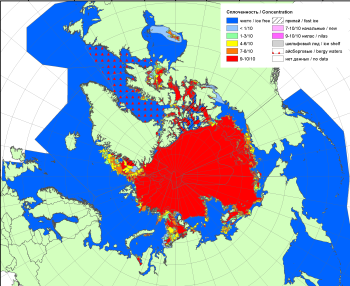 Сплоченность / Concentration
чисто / ice free
< 1/10
1-3/10
4-6/10
7-8/10
9-10/10
припай / fast ice
7-10/10 начальные / new
9-10/10 нилас / nilas
шельфовый лед / ice shelf
айсберговые / bergy waters
нет данных / no data